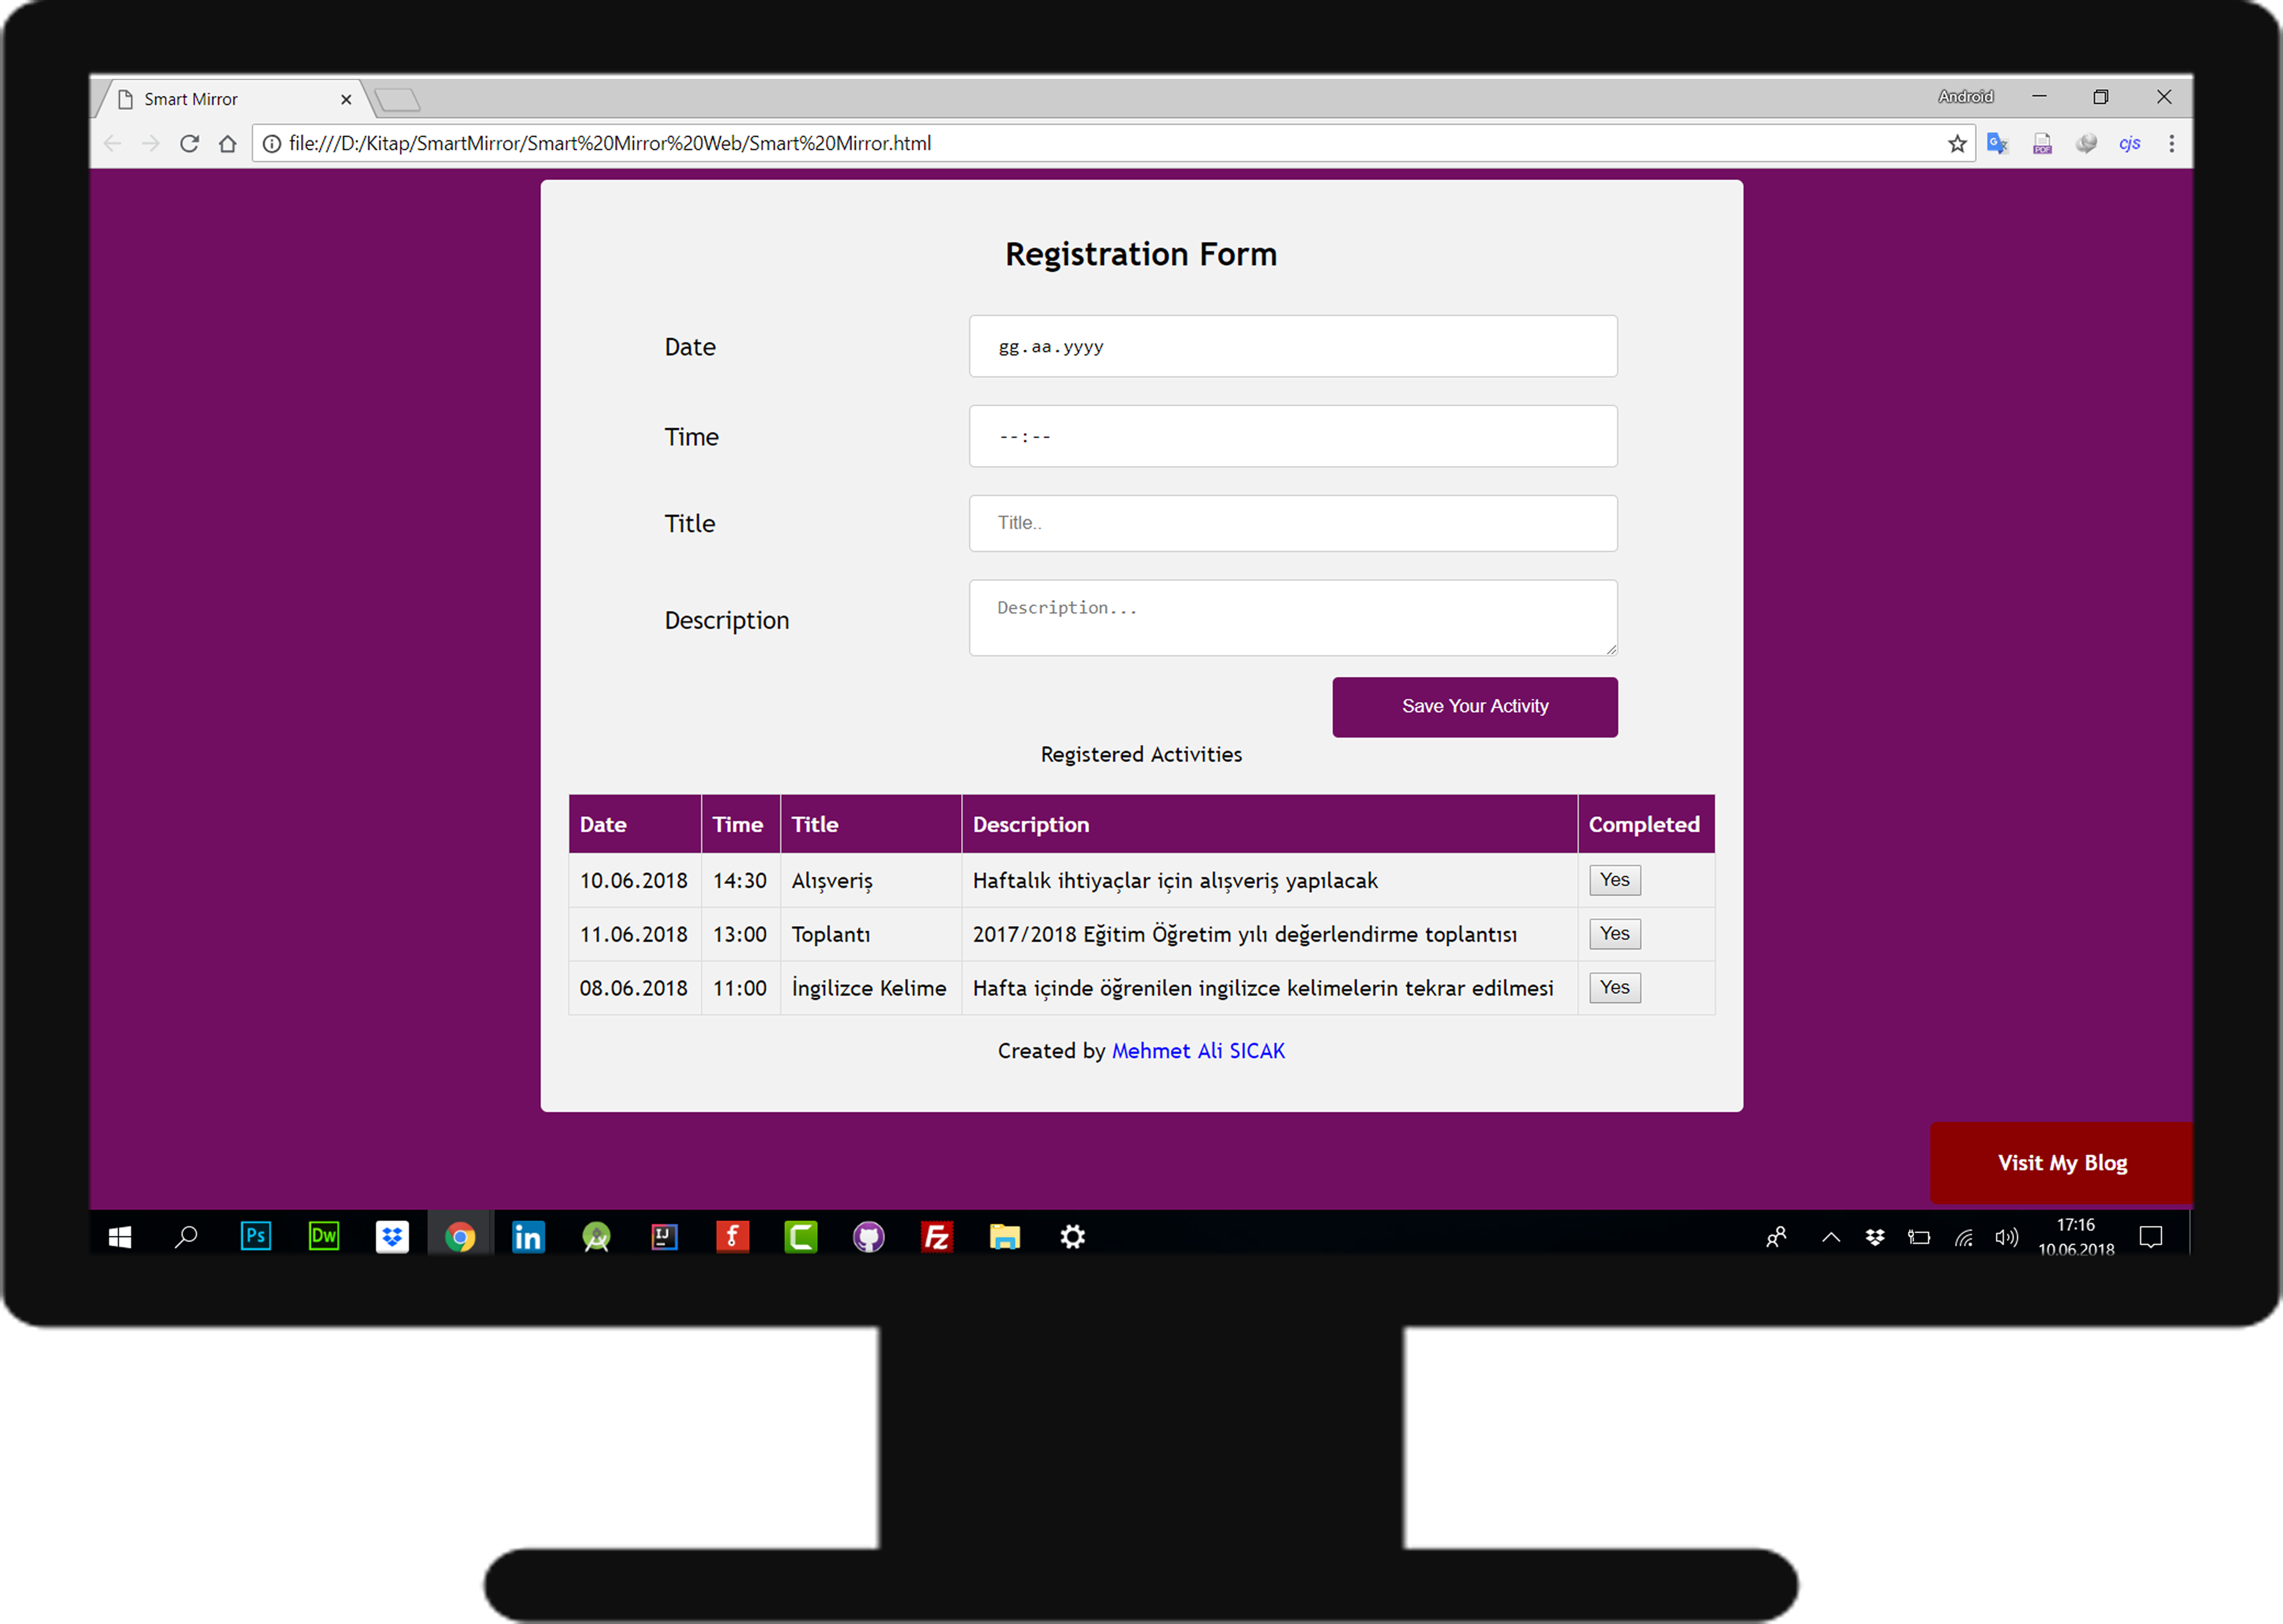 Smart Mirror
Android
file:///D:/Kitap/SmartMirror/Smart%20Mirror%20Web/Smart%20Mirror.html
G
PDF
cjs
Registration Form
Date
gg.aa.yyyy
Time
--:--
Title
Title..
Description
Description...
Save Your Activity
Registered Activities
Date Time Title Description Completed
10.06.2018 14:30 Alışveriş Haftalık ihtiyaçlar için alışveriş yapılacak Yes
11.06.2018 13:00 Toplantı 2017/2018 Eğitim Öğretim yılı değerlendirme toplantısı Yes
08.06.2018 11:00 İngilizce Kelime Hafta içinde öğrenilen ingilizce kelimelerin tekrar edilmesi Yes
Created by Mehmet Ali SICAK
Visit My Blog
Ps Dw in IJ f C Fz
17:16
10.06.2018